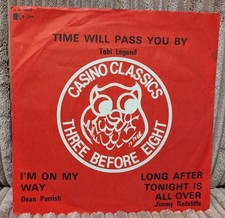 TIME WILL PASS YOU BY
Tobi Legend
CASINO CLASSICS
THREE BEFORE EIGHT
I'M ON MY
WAY
Dean Parrish
LONG AFTER
TONIGHT IS
ALL OVER
Jimmy Radcliffe